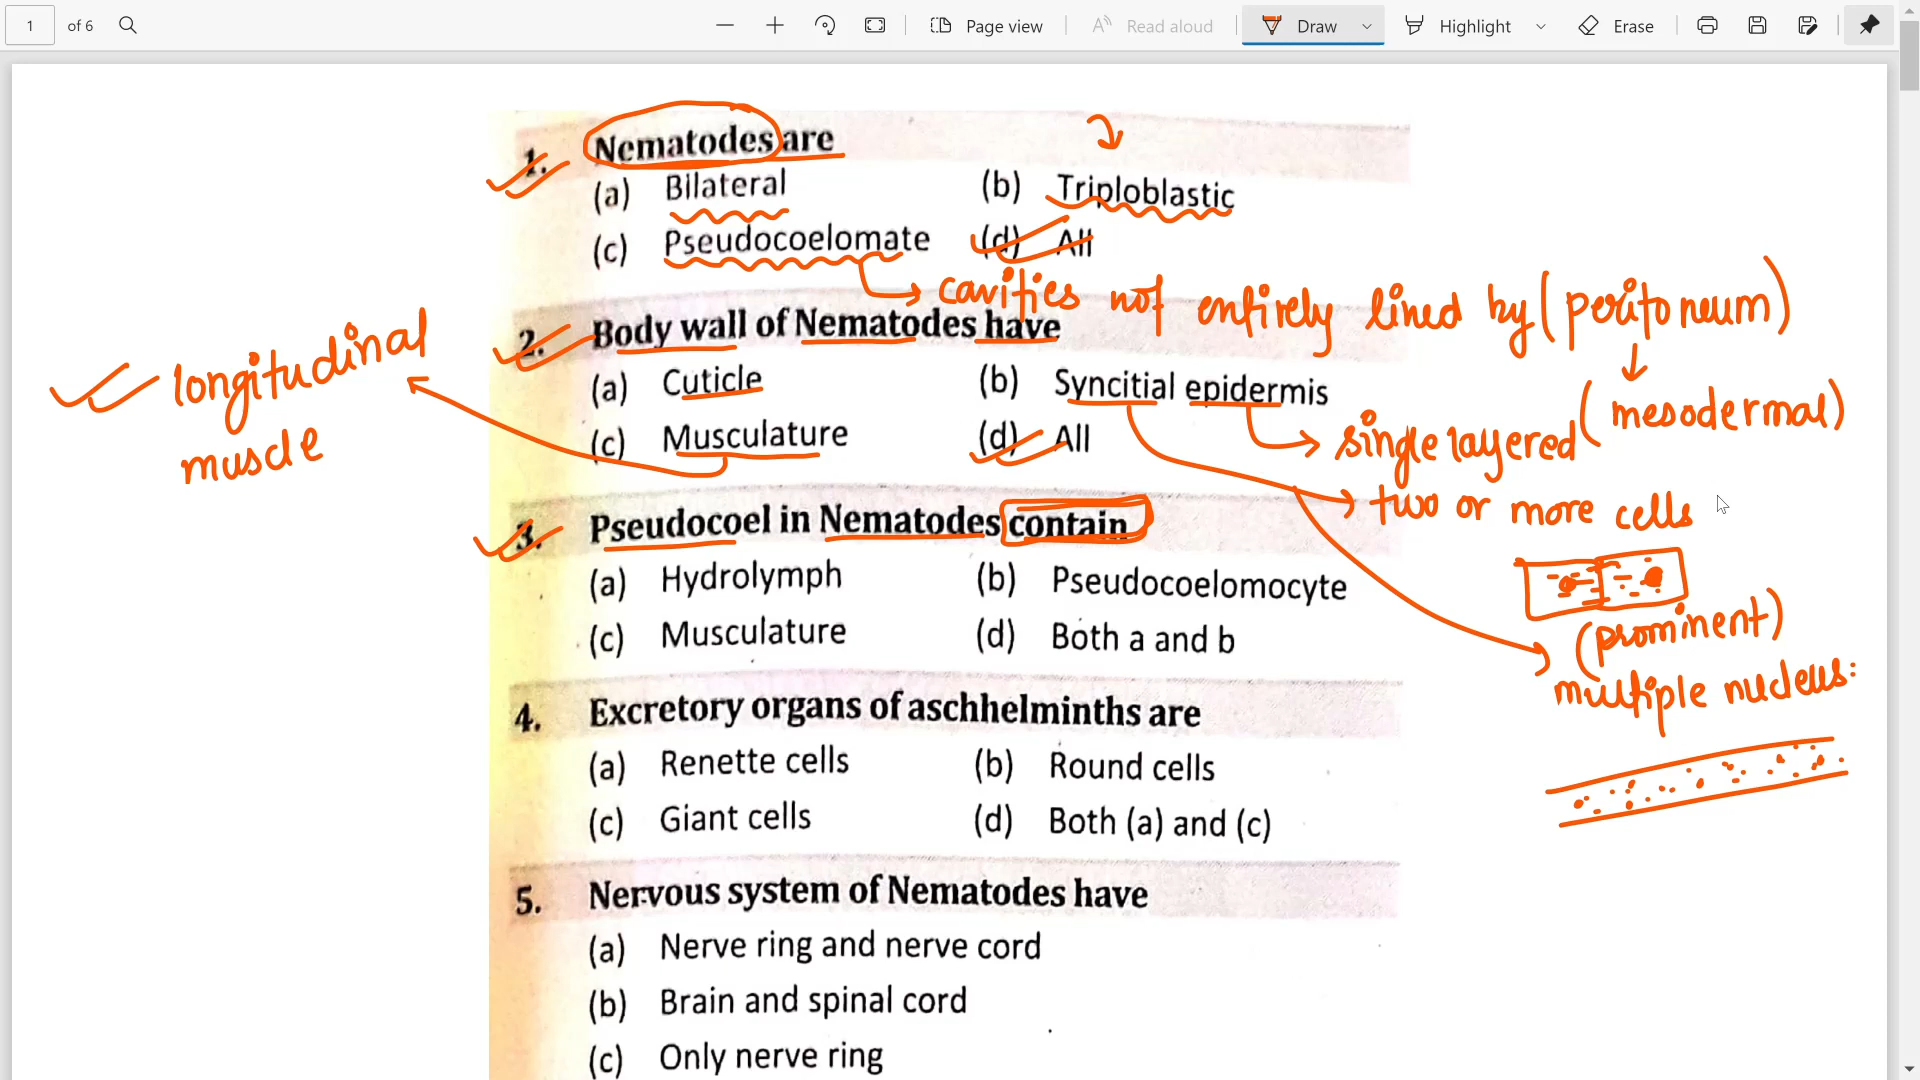 1 of 6 Page view Read aloud Draw Highlight Erase
1. Nematodes are
(a) Bilateral (b) Triploblastic
(c) Pseudocoelomate (d) All
cavities not entirely lined by (peritoneum)
(mesodermal)
2. Body wall of Nematodes have
(a) Cuticle (b) Syncitial epidermis
(c) Musculature (d) All
longitudinal
muscle
single layered
two or more cells
3. Pseudocoel in Nematodes contain
(a) Hydrolymph (b) Pseudocoelomocyte
(c) Musculature (d) Both a and b
(prominent)
multiple nucleus:
4. Excretory organs of aschhelminths are
(a) Renette cells (b) Round cells
(c) Giant cells (d) Both (a) and (c)
5. Nervous system of Nematodes have
(a) Nerve ring and nerve cord
(b) Brain and spinal cord
(c) Only nerve ring